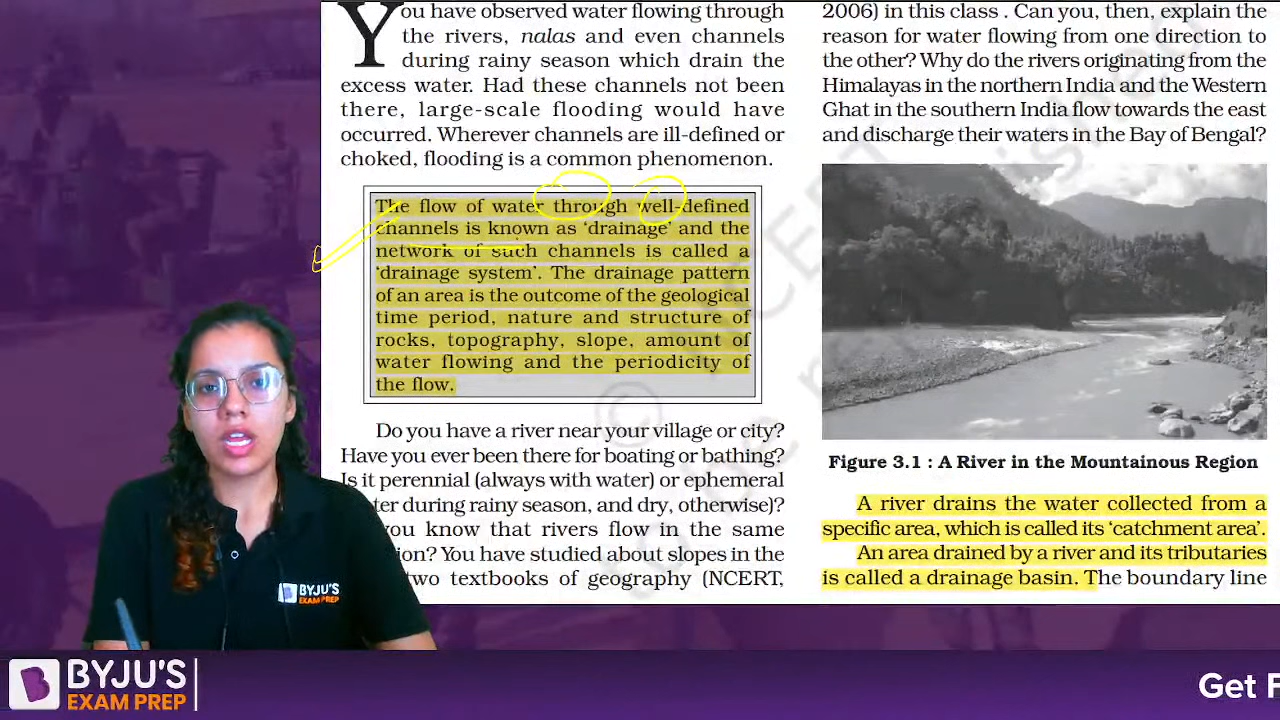 You have observed water flowing through
the rivers, nalas and even channels
during rainy season which drain the
excess water. Had these channels not been
there, large-scale flooding would have
occurred. Wherever channels are ill-defined or
choked, flooding is a common phenomenon.
The flow of water through well-defined
channels is known as ‘drainage’ and the
network of such channels is called a
‘drainage system’. The drainage pattern
of an area is the outcome of the geological
time period, nature and structure of
rocks, topography, slope, amount of
water flowing and the periodicity of
the flow.
Do you have a river near your village or city?
Have you ever been there for boating or bathing?
Is it perennial (always with water) or ephemeral
ter during rainy season, and dry, otherwise)?
you know that rivers flow in the same
ion? You have studied about slopes in the
two textbooks of geography (NCERT,
2006) in this class . Can you, then, explain the
reason for water flowing from one direction to
the other? Why do the rivers originating from the
Himalayas in the northern India and the Western
Ghat in the southern India flow towards the east
and discharge their waters in the Bay of Bengal?
Figure 3.1 : A River in the Mountainous Region
A river drains the water collected from a
specific area, which is called its ‘catchment area’.
An area drained by a river and its tributaries
is called a drainage basin. The boundary line
BYJU'S
EXAM PREP
BYJU'S
EXAM PREP
Get F